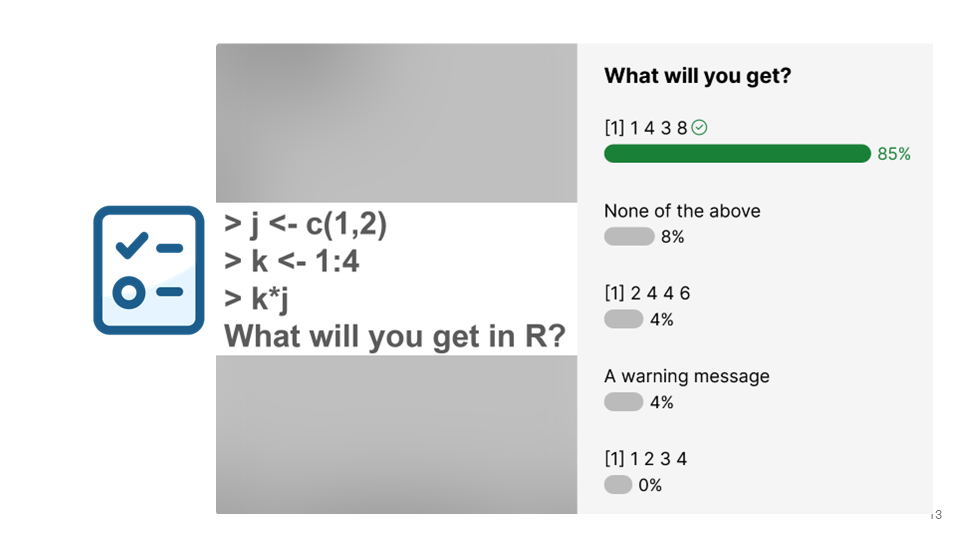 > j <- c(1,2)
> k <- 1:4
> k*j
What will you get in R?
What will you get?
[1] 1 4 3 8
85%
None of the above
8%
[1] 2 4 4 6
4%
A warning message
4%
[1] 1 2 3 4
0%
13